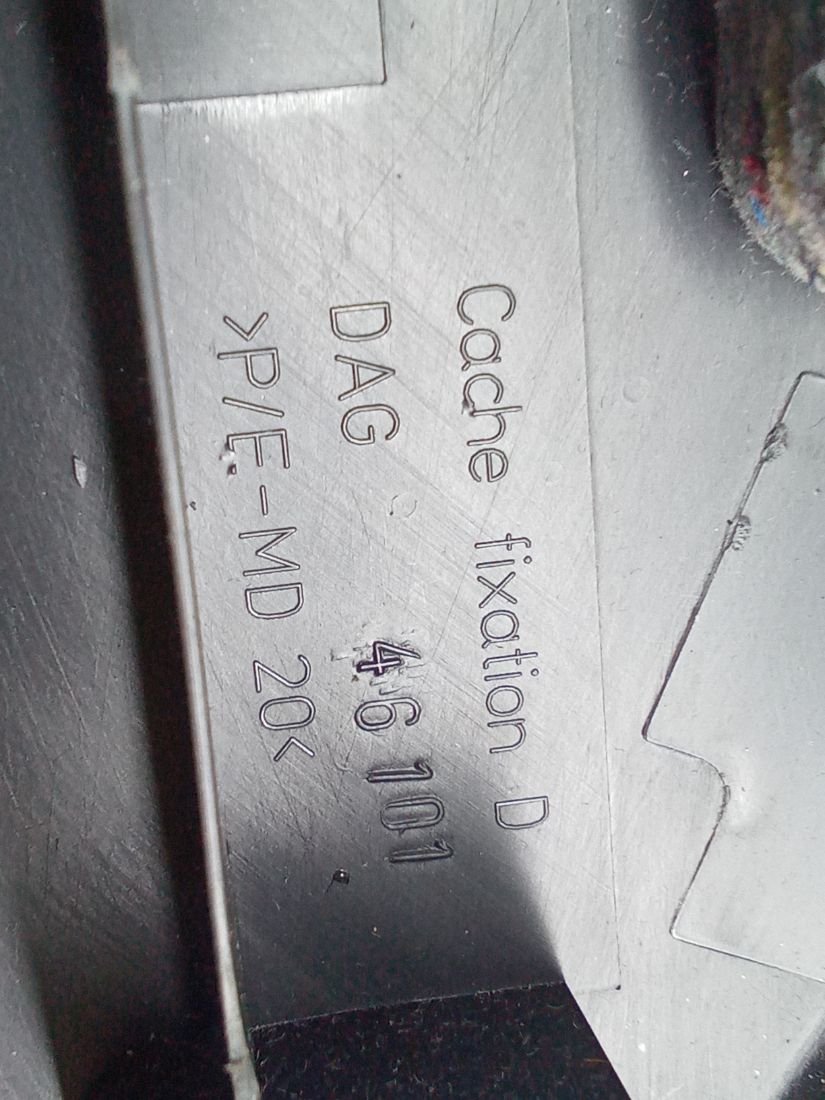 Cache fixation D
DAG 46 101
>P/E-MD 20<